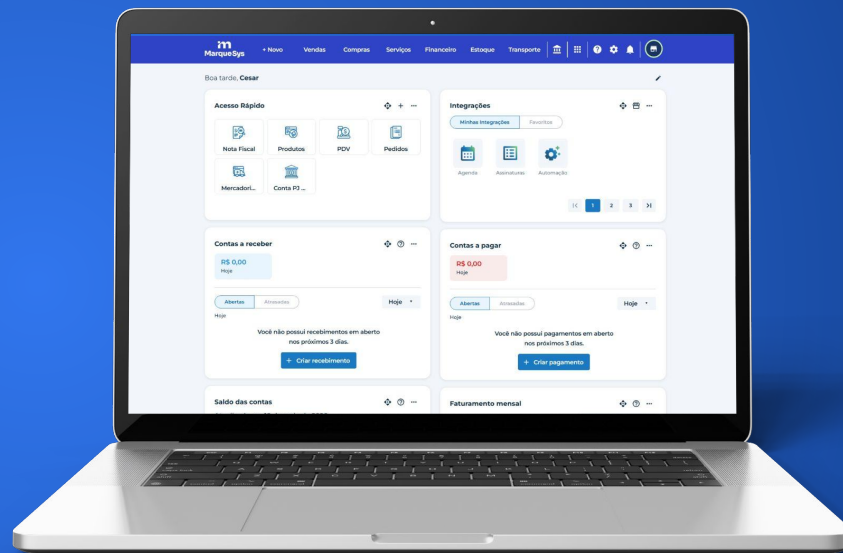 MarqueSys
+ Novo Vendas Compras Serviços Financeiro Estoque Transporte
Boa tarde, Cesar
Acesso Rápido
Nota Fiscal Produtos PDV Pedidos
Mercadori... Conta PJ ...
Integrações
Minhas Integrações Favoritos
Agenda Assinaturas Automação
1 2 3
Contas a receber
R$ 0,00
Hoje
Abertas Atrasadas Hoje
Hoje
Você não possui recebimentos em aberto
nos próximos 3 dias.
+ Criar recebimento
Contas a pagar
R$ 0,00
Hoje
Abertas Atrasadas Hoje
Hoje
Você não possui pagamentos em aberto
nos próximos 3 dias.
+ Criar pagamento
Saldo das contas
Faturamento mensal